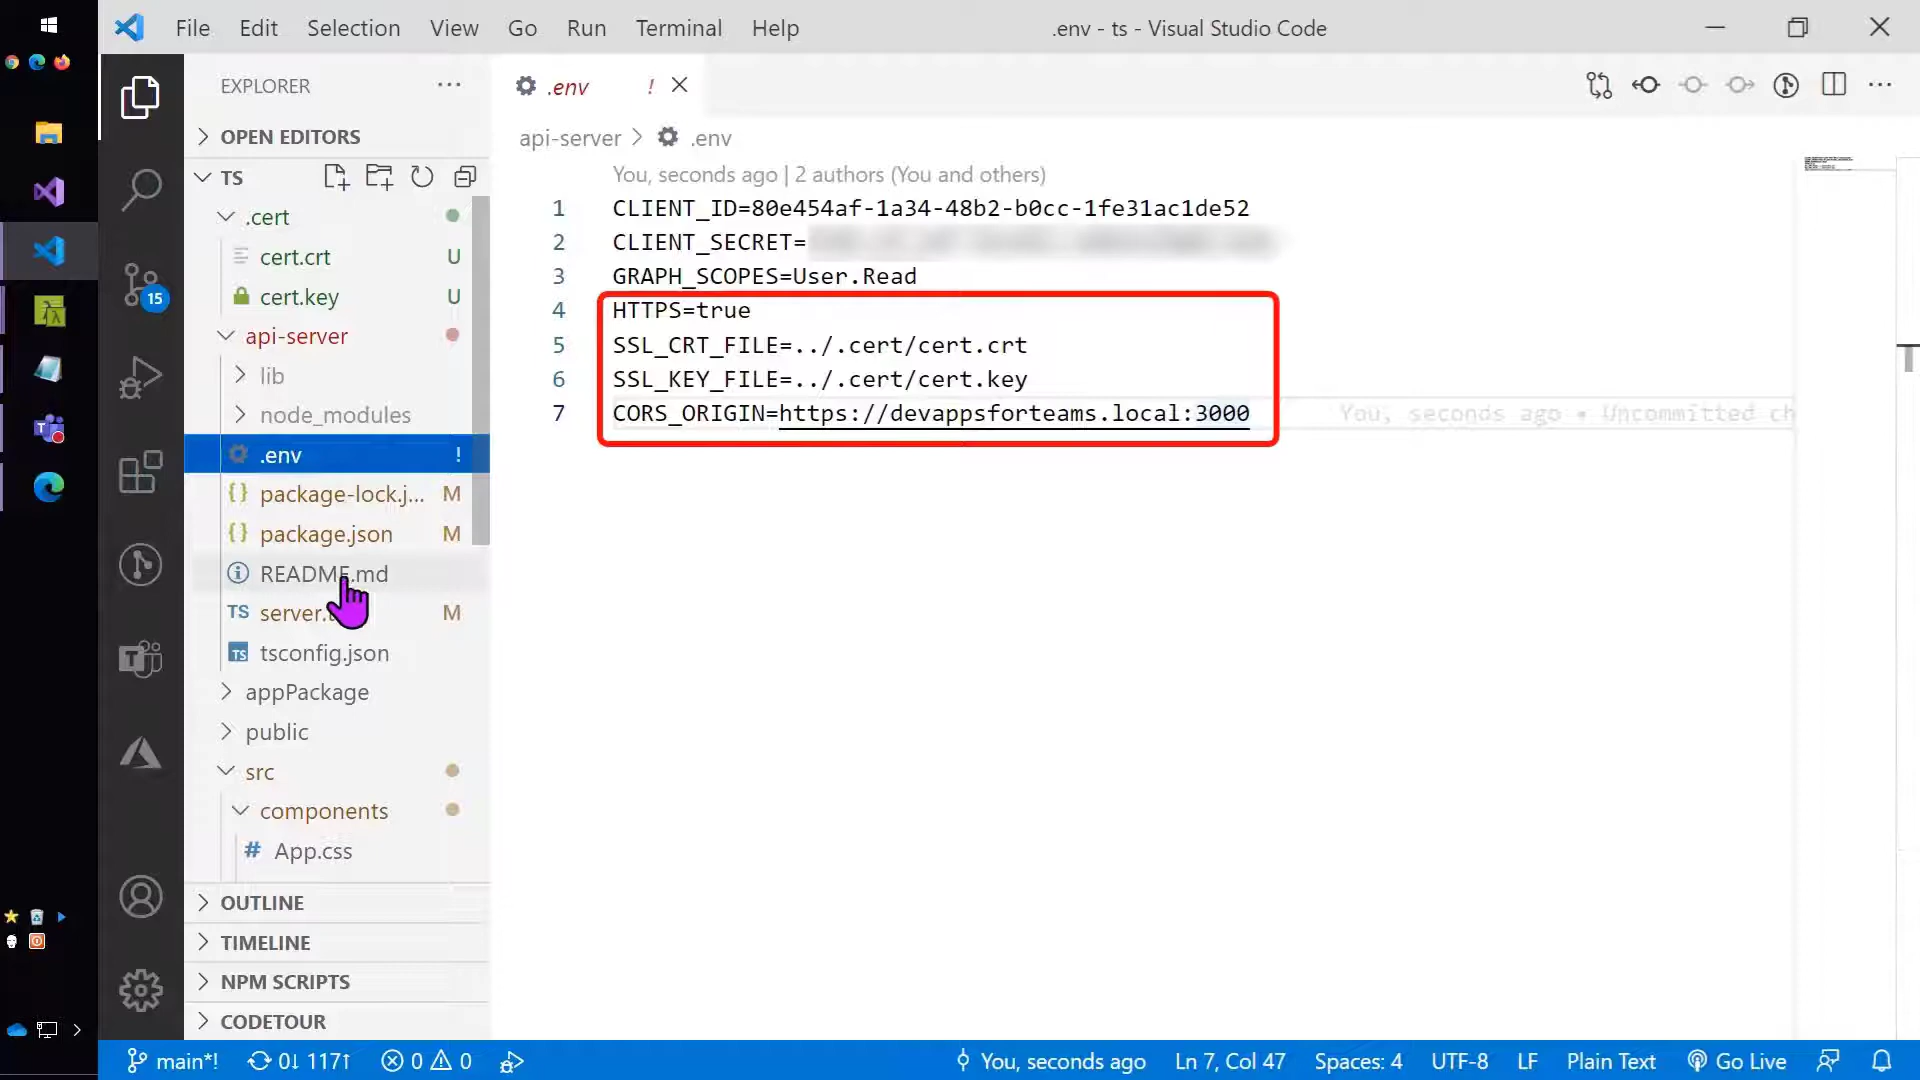 File Edit Selection View Go Run Terminal Help
.env - ts - Visual Studio Code
EXPLORER
OPEN EDITORS
TS
.cert
cert.crt U
cert.key U
api-server
lib
node_modules
.env !
package-lock.j... M
package.json M
README.md
TS server. M
TS tsconfig.json
appPackage
public
src
components
# App.css
OUTLINE
TIMELINE
NPM SCRIPTS
CODETOUR
15
.env !
api-server > .env
You, seconds ago | 2 authors (You and others)
1 CLIENT_ID=80e454af-1a34-48b2-b0cc-1fe31ac1de52
2 CLIENT_SECRET=
3 GRAPH_SCOPES=User.Read
4 HTTPS=true
5 SSL_CRT_FILE=../.cert/cert.crt
6 SSL_KEY_FILE=../.cert/cert.key
7 CORS_ORIGIN=https://devappsforteams.local:3000 You, seconds ago • Uncommitted ch
main*! 0↓ 117↑ 0 0 You, seconds ago Ln 7, Col 47 Spaces: 4 UTF-8 LF Plain Text Go Live